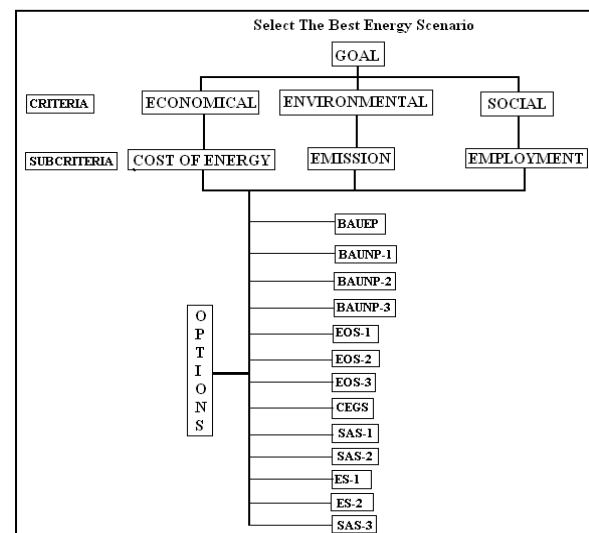 Select The Best Energy Scenario
GOAL
CRITERIA
ECONOMICAL
ENVIRONMENTAL
SOCIAL
SUBCRITERIA
COST OF ENERGY
EMISSION
EMPLOYMENT
OPTIONS
BAUEP
BAUNP-1
BAUNP-2
BAUNP-3
EOS-1
EOS-2
EOS-3
CEGS
SAS-1
SAS-2
ES-1
ES-2
SAS-3